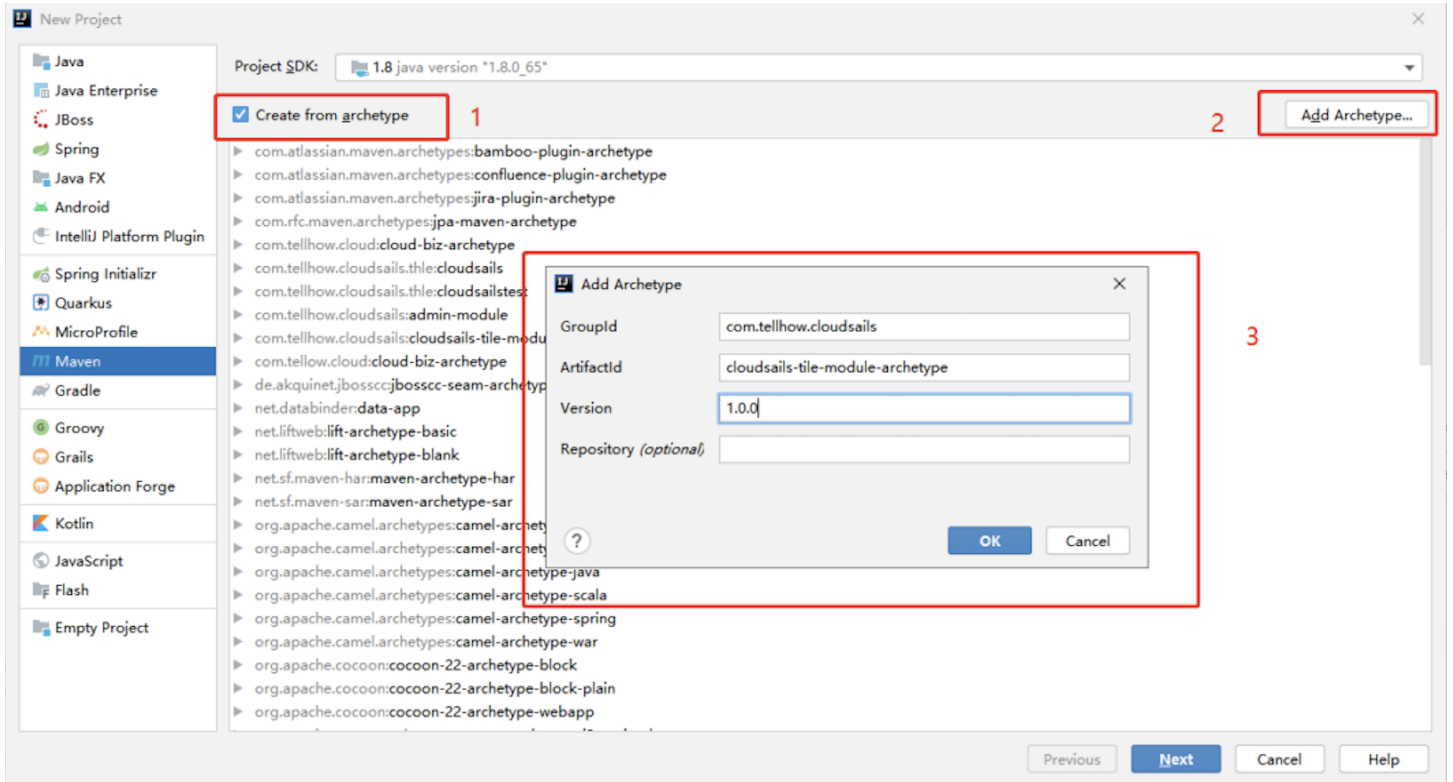 New Project
Java
Java Enterprise
JBoss
Spring
Java FX
Android
IntelliJ Platform Plugin
Spring Initializr
Quarkus
MicroProfile
Maven
Gradle
Groovy
Grails
Application Forge
Kotlin
JavaScript
Flash
Empty Project
Project SDK: 1.8 java version "1.8.0_65"
Create from archetype
1
2
Add Archetype...
com.atlassian.maven.archetypes:bamboo-plugin-archetype
com.atlassian.maven.archetypes:confluence-plugin-archetype
com.atlassian.maven.archetypes:jira-plugin-archetype
com.rfc.maven.archetypes:jpa-maven-archetype
com.tellhow.cloud:cloud-biz-archetype
com.tellhow.cloudsails.thle:cloudsails
com.tellhow.cloudsails.thle:cloudsailstest
com.tellhow.cloudsails:admin-module
com.tellhow.cloudsails:cloudsails-tile-modu
com.tellow.cloud:cloud-biz-archetype
de.akquinet.jbosscc:jbosscc-seam-archetyp
net.databinder:data-app
net.liftweb:lift-archetype-basic
net.liftweb:lift-archetype-blank
net.sf.maven-har:maven-archetype-har
net.sf.maven-sar:maven-archetype-sar
org.apache.camel.archetypes:camel-archety
org.apache.camel.archetypes:camel-archety
org.apache.camel.archetypes:camel-archetype-java
org.apache.camel.archetypes:camel-archetype-scala
org.apache.camel.archetypes:camel-archetype-spring
org.apache.camel.archetypes:camel-archetype-war
org.apache.cocoon:cocoon-22-archetype-block
org.apache.cocoon:cocoon-22-archetype-block-plain
org.apache.cocoon:cocoon-22-archetype-webapp
Add Archetype
GroupId com.tellhow.cloudsails
ArtifactId cloudsails-tile-module-archetype
Version 1.0.0
Repository (optional)
?
OK
Cancel
3
Previous
Next
Cancel
Help